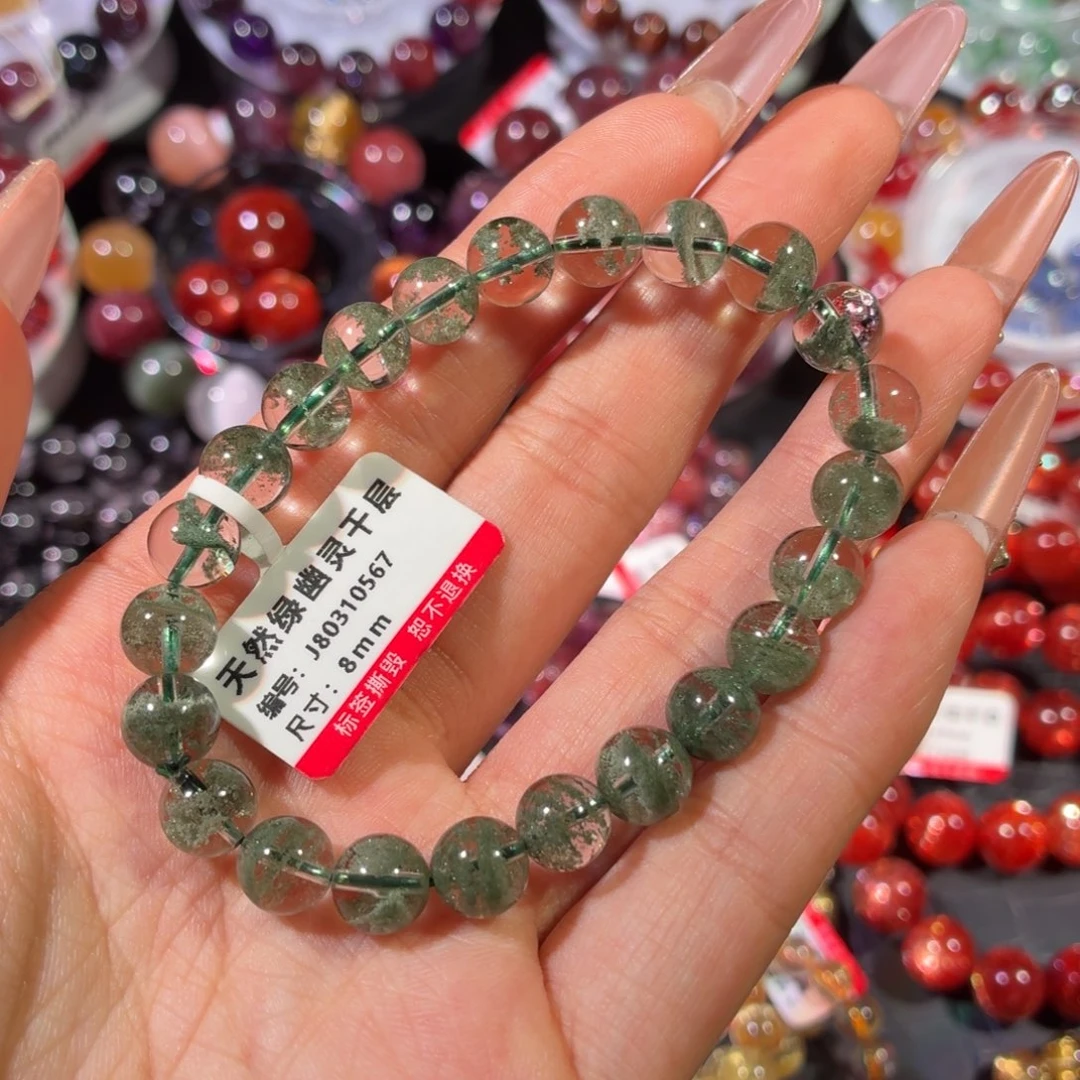 天然绿幽灵千层
编号：J80310567
尺寸：8mm
标签撕毁 恕不退换